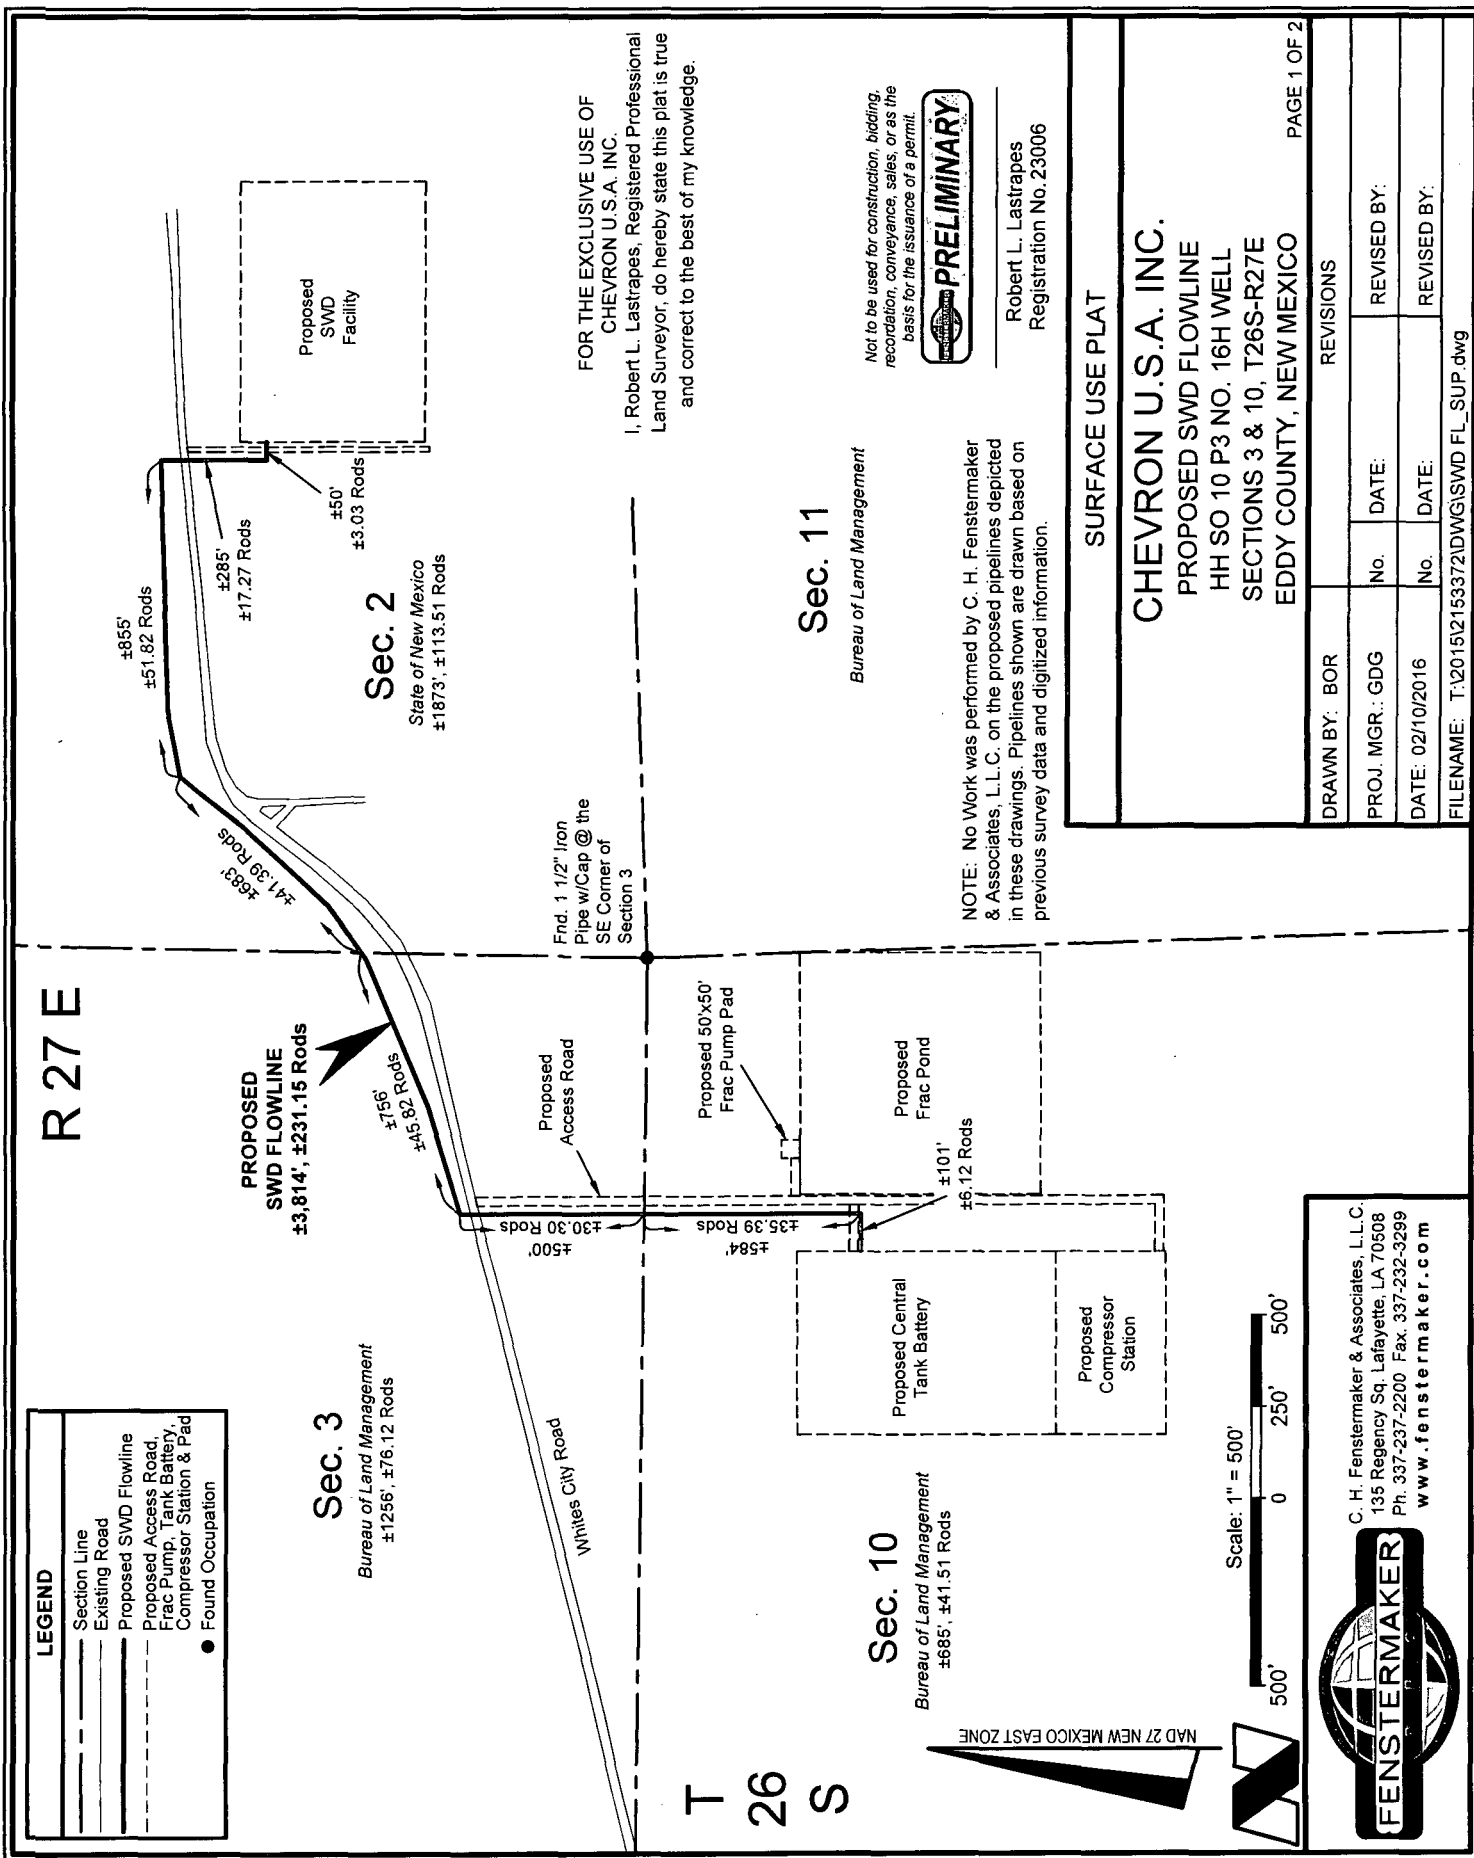 R 27 E
T
26
S
LEGEND
Section Line
Existing Road
Proposed SWD Flowline
Proposed Access Road,
Frac Pump, Tank Battery,
Compressor Station & Pad
Found Occupation
PROPOSED
SWD FLOWLINE
±3,814', ±231.15 Rods
±855'
±51.82 Rods
±285'
±17.27 Rods
±50'
±3.03 Rods
Proposed
SWD
Facility
±683'
±41.39 Rods
±756'
±45.82 Rods
Sec. 2
State of New Mexico
±1873', ±113.51 Rods
Sec. 3
Bureau of Land Management
±1256', ±76.12 Rods
Whites City Road
Proposed
Access Road
±500'
±30.30 Rods
Fnd. 1 1/2" Iron
Pipe w/Cap @ the
SE Corner of
Section 3
FOR THE EXCLUSIVE USE OF
CHEVRON U.S.A. INC.
I, Robert L. Lastrapes, Registered Professional
Land Surveyor, do hereby state this plat is true
and correct to the best of my knowledge.
±584'
±35.39 Rods
Proposed 50'x50'
Frac Pump Pad
Proposed
Frac Pond
±101'
±6.12 Rods
Proposed Central
Tank Battery
Proposed
Compressor
Station
Sec. 10
Bureau of Land Management
±685', ±41.51 Rods
Sec. 11
Bureau of Land Management
Not to be used for construction, bidding,
recordation, conveyance, sales, or as the
basis for the issuance of a permit.
FENSTERMAKER
PRELIMINARY
Robert L. Lastrapes
Registration No. 23006
NOTE: No Work was performed by C. H. Fenstermaker
& Associates, L.L.C. on the proposed pipelines depicted
in these drawings. Pipelines shown are drawn based on
previous survey data and digitized information.
NAD 27 NEW MEXICO EAST ZONE
Scale: 1" = 500'
500' 0 250' 500'
FENSTERMAKER
C. H. Fenstermaker & Associates, L.L.C.
135 Regency Sq. Lafayette, LA 70508
Ph. 337-237-2200 Fax. 337-232-3299
www.fenstermaker.com
SURFACE USE PLAT
CHEVRON U.S.A. INC.
PROPOSED SWD FLOWLINE
HH SO 10 P3 NO. 16H WELL
SECTIONS 3 & 10, T26S-R27E
EDDY COUNTY, NEW MEXICO
PAGE 1 OF 2
DRAWN BY: BOR
REVISIONS
PROJ. MGR.: GDG
No. DATE: REVISED BY:
DATE: 02/10/2016
No. DATE: REVISED BY:
FILENAME: T:\2015\2153372\DWG\SWD FL_SUP.dwg